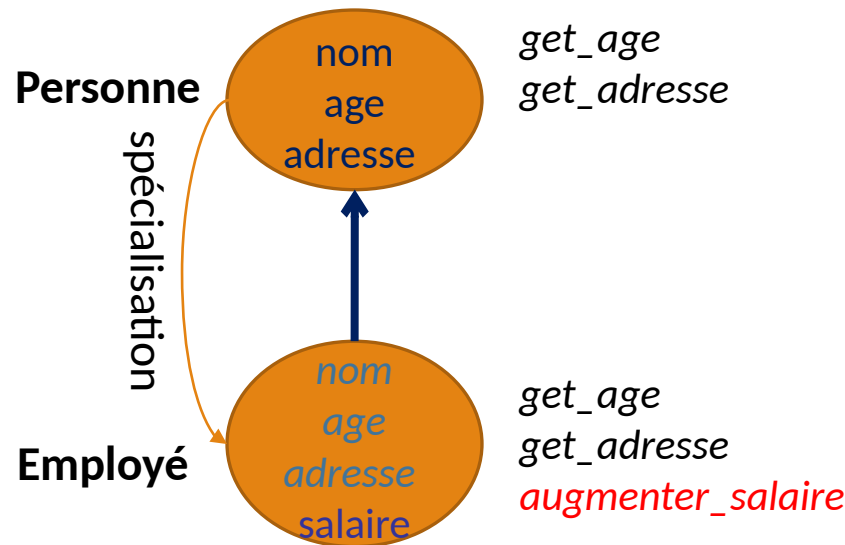 nom
get_age
Personne
age
get_adresse
adresse
spécialisation
nom
get_age
age
get_adresse
Employé
adresse
augmenter_salaire
salaire